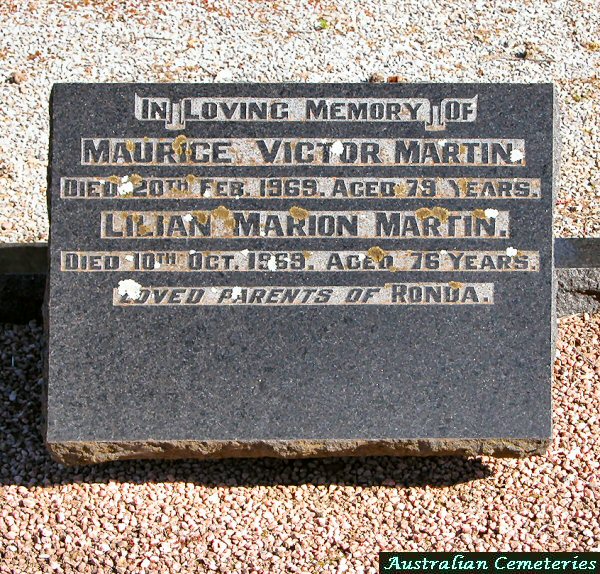 In Loving Memory Of
Maurice Victor Martin.
Died 20th Feb. 1969. Aged 79 Years.
Lilian Marion Martin.
Died 10th Oct. 1969. Aged 76 Years.
Loved Parents of Ronda.
Australian Cemeteries